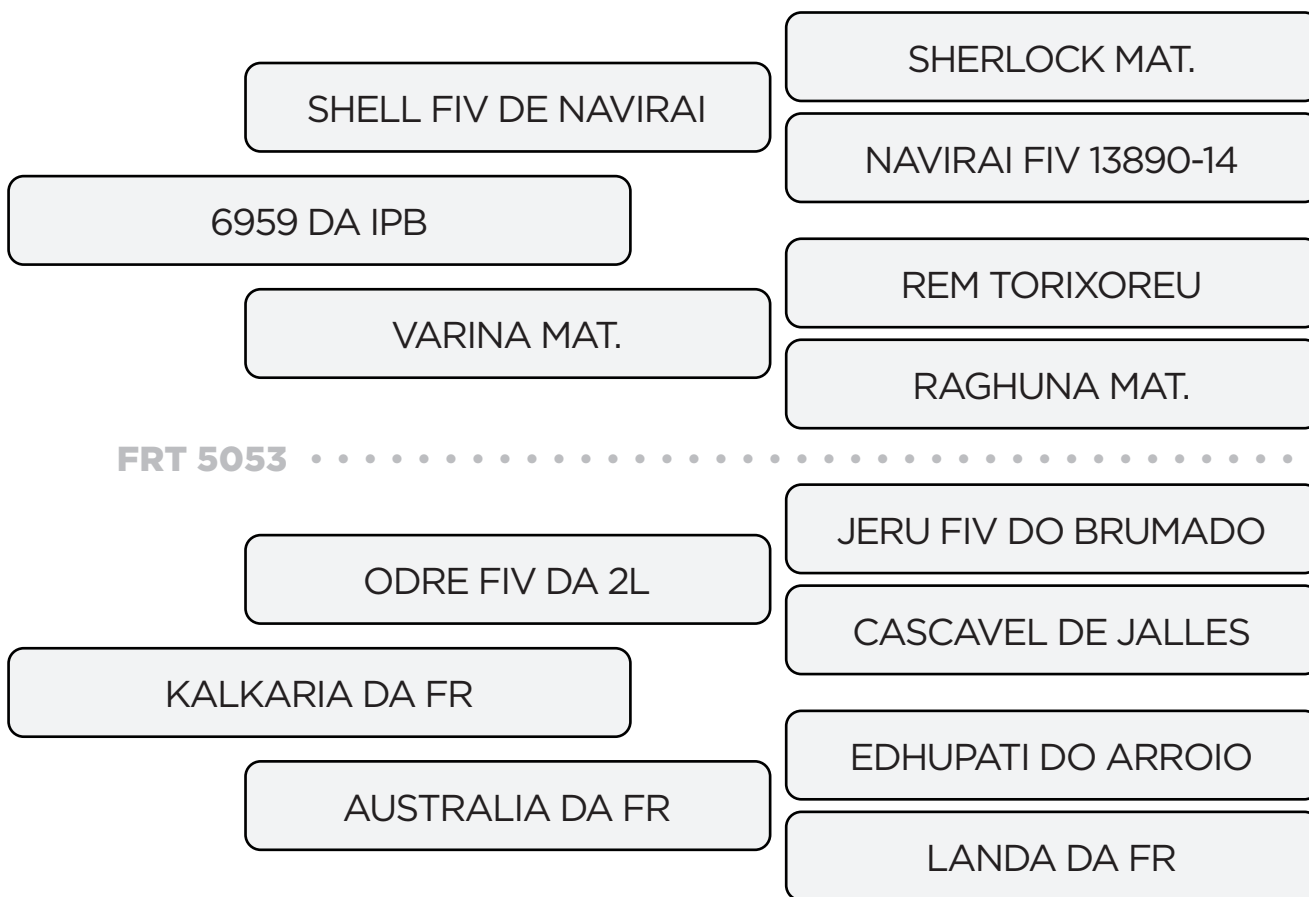 SHERLOCK MAT.
SHELL FIV DE NAVIRAI
NAVIRAI FIV 13890-14
6959 DA IPB
REM TORIXOREU
VARINA MAT.
RAGHUNA MAT.
FRT 5053
JERU FIV DO BRUMADO
ODRE FIV DA 2L
CASCAVEL DE JALLES
KALKARIA DA FR
EDHUPATI DO ARROIO
AUSTRALIA DA FR
LANDA DA FR